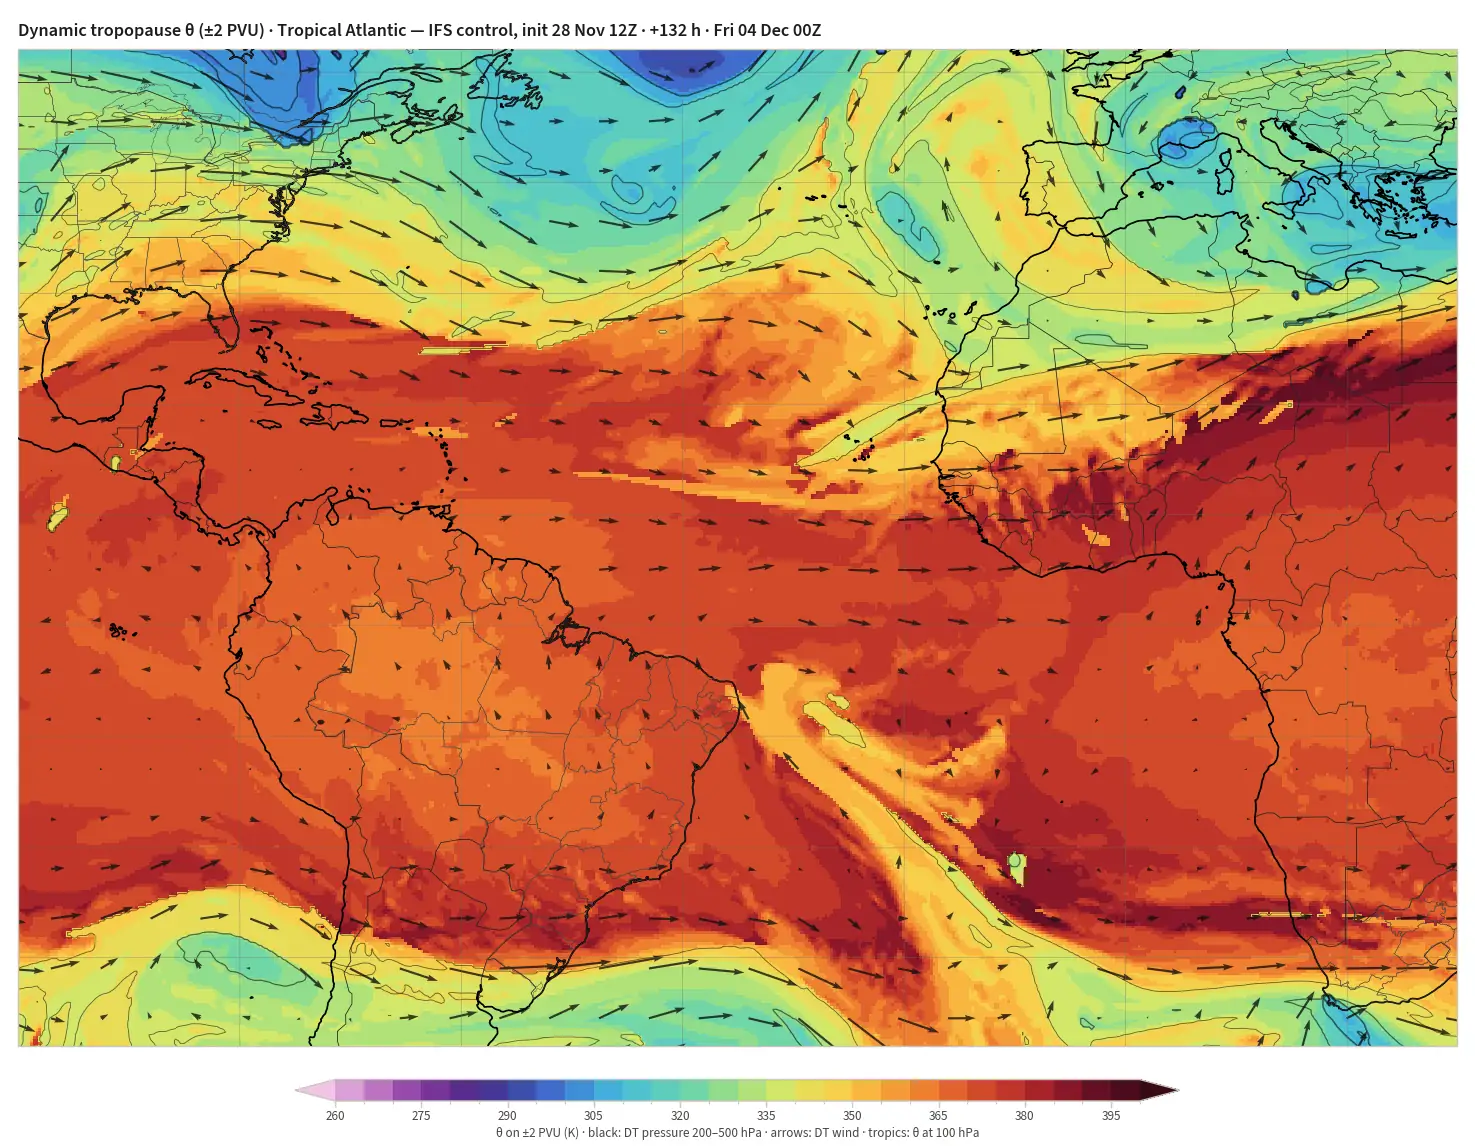 Dynamic tropopause θ (±2 PVU) · Tropical Atlantic — IFS control, init 28 Nov 12Z · +132 h · Fri 04 Dec 00Z
260 275 290 305 320 335 350 365 380 395
θ on ±2 PVU (K) · black: DT pressure 200–500 hPa · arrows: DT wind · tropics: θ at 100 hPa